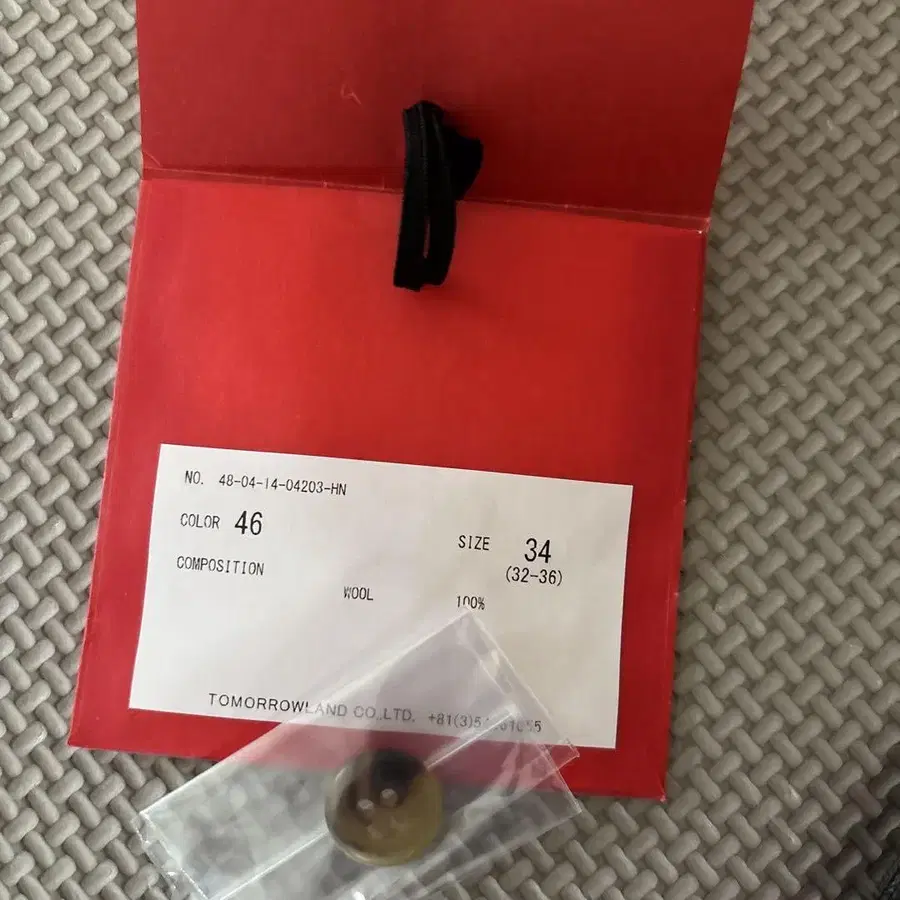 NO. 48-04-14-04203-HN
COLOR 46
SIZE 34
(32-36)
COMPOSITION
WOOL 100%
TOMORROWLAND CO.,LTD.